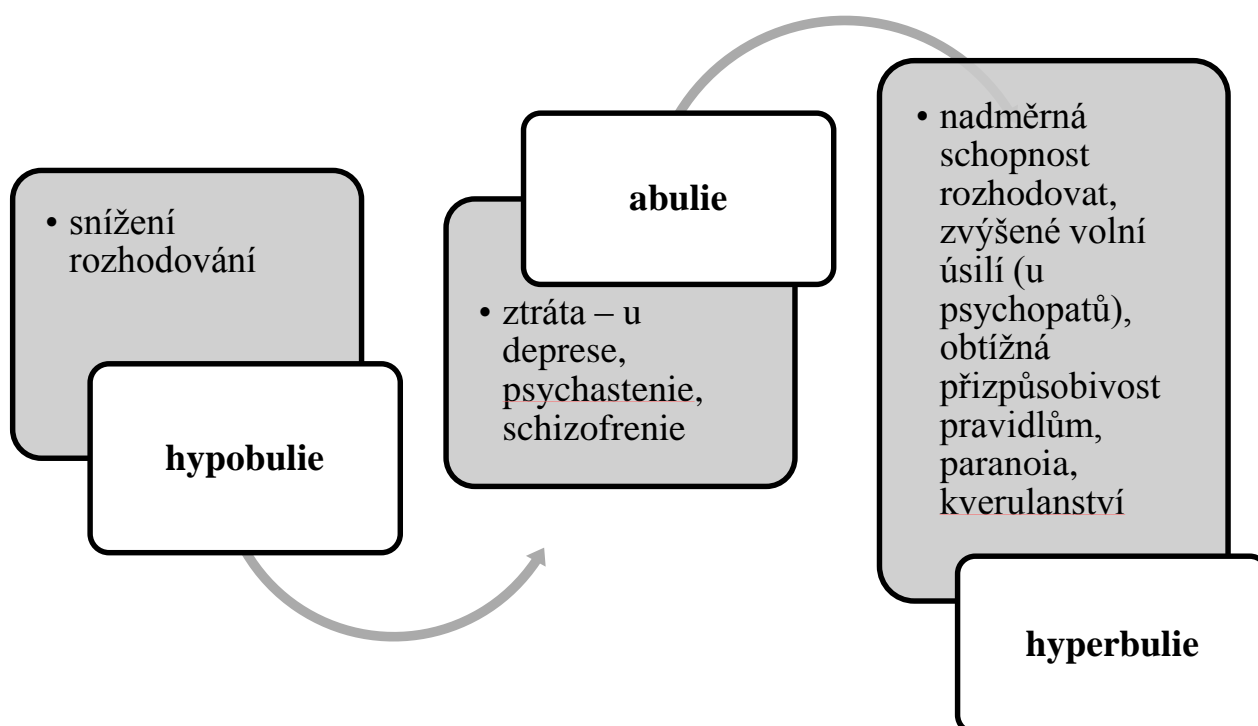 • snížení
rozhodování
hypobulie
abulie
• ztráta – u
deprese,
psychastenie,
schizofrenie
• nadměrná
schopnost
rozhodovat,
zvýšené volní
úsilí (u
psychopatů),
obtížná
přizpůsobivost
pravidlům,
paranoia,
kverulanství
hyperbulie